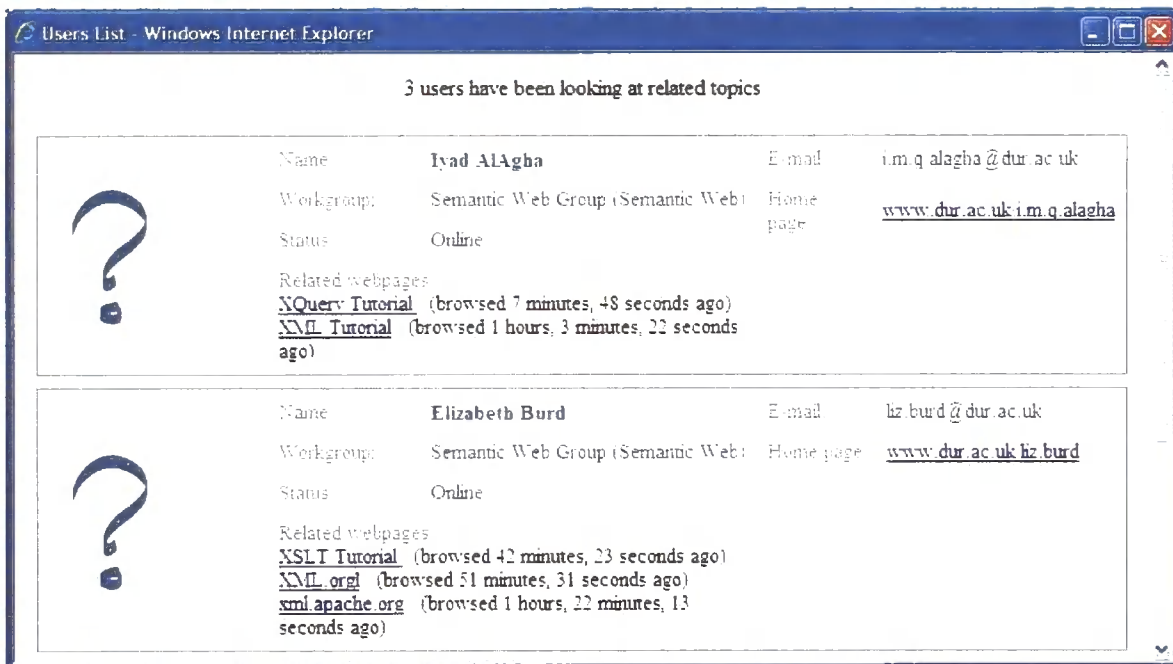 Users List - Windows Internet Explorer
3 users have been looking at related topics
Name Iyad AlAgha E-mail i.m.q.alagha@dur.ac.uk
Workgroup: Semantic Web Group (Semantic Web) Home page www.dur.ac.uk/i.m.q.alagha
Status Online
Related webpages
XQuery Tutorial (browsed 7 minutes, 48 seconds ago)
XML Tutorial (browsed 1 hours, 3 minutes, 22 seconds
ago)
Name Elizabeth Burd E-mail liz.burd@dur.ac.uk
Workgroup: Semantic Web Group (Semantic Web) Home page www.dur.ac.uk/liz.burd
Status Online
Related webpages
XSLT Tutorial (browsed 42 minutes, 23 seconds ago)
XML.orgl (browsed 51 minutes, 31 seconds ago)
xml.apache.org (browsed 1 hours, 22 minutes, 13
seconds ago)